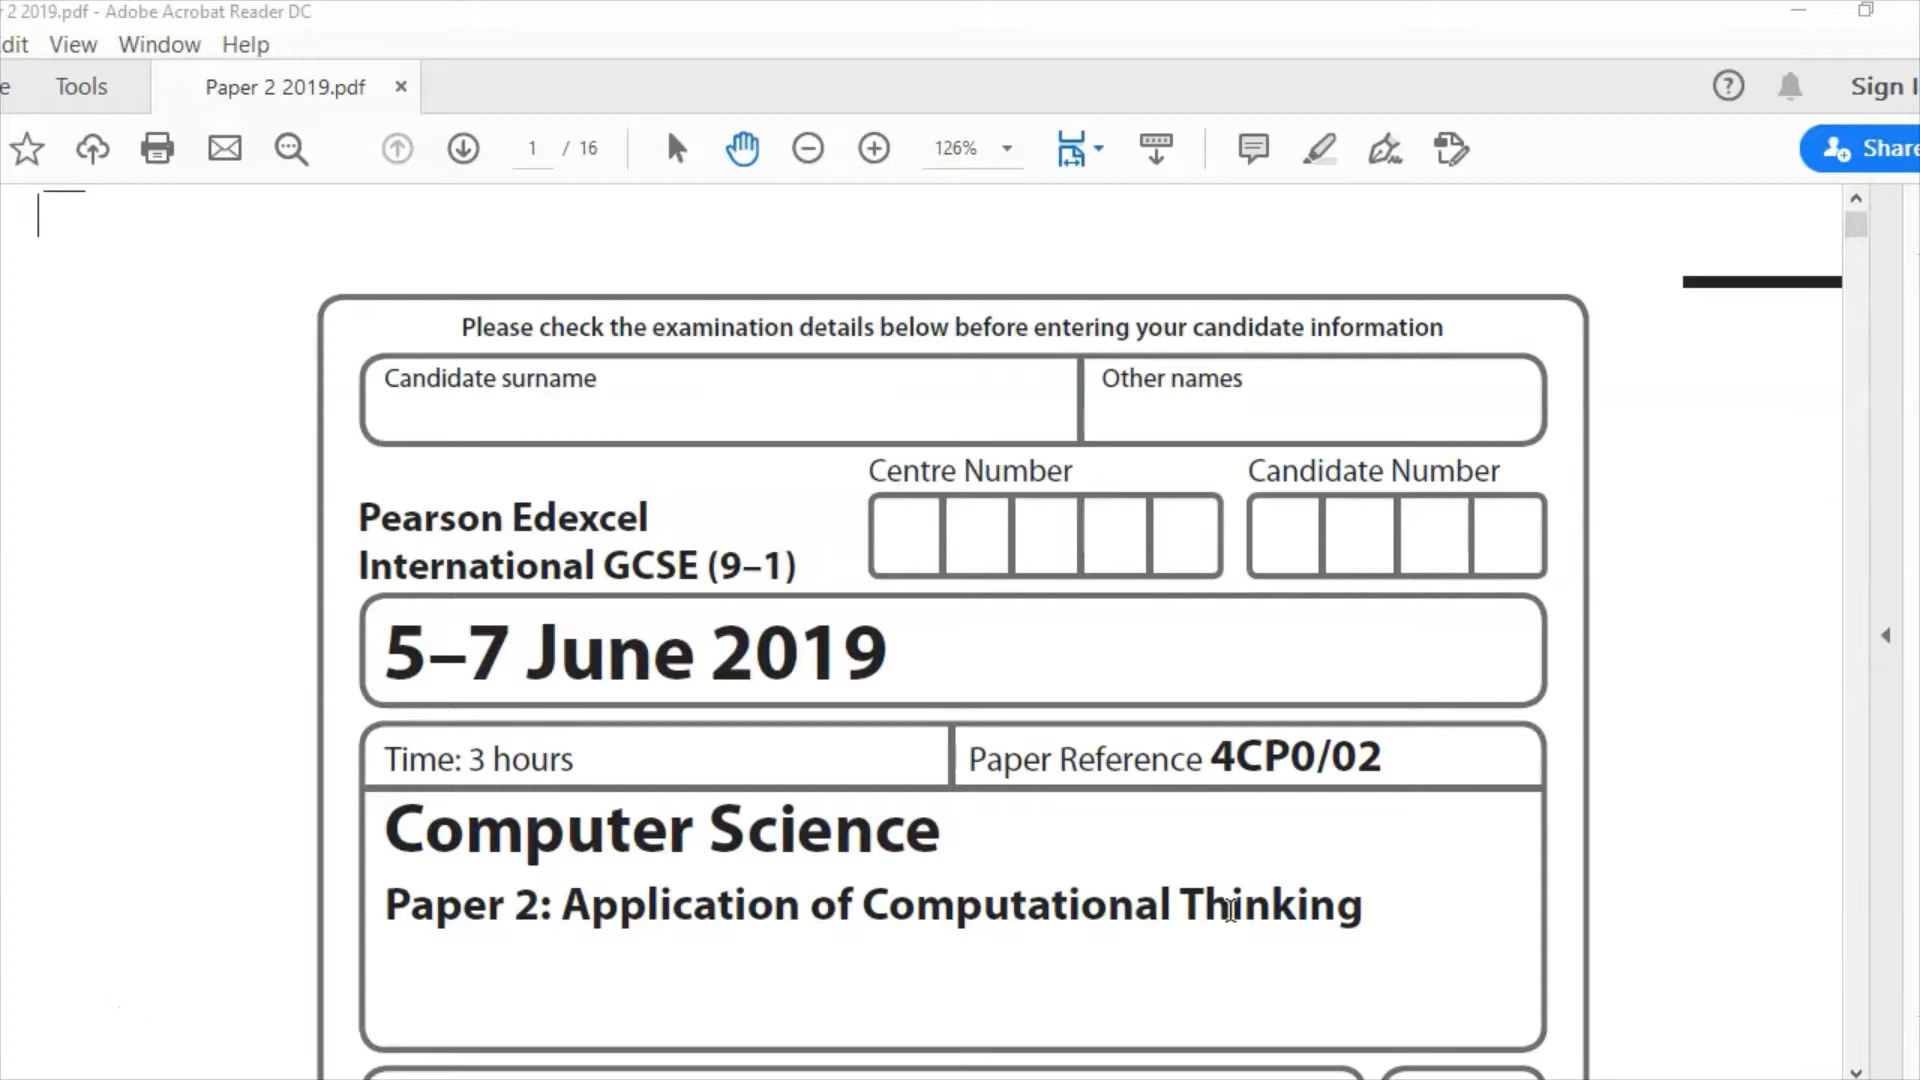 2 2019.pdf - Adobe Acrobat Reader DC
dit View Window Help
e Tools Paper 2 2019.pdf × Sign I
1 / 16 126% Share
Please check the examination details below before entering your candidate information
Candidate surname Other names
Centre Number Candidate Number
Pearson Edexcel
International GCSE (9–1)
5–7 June 2019
Time: 3 hours Paper Reference 4CP0/02
Computer Science
Paper 2: Application of Computational Thinking